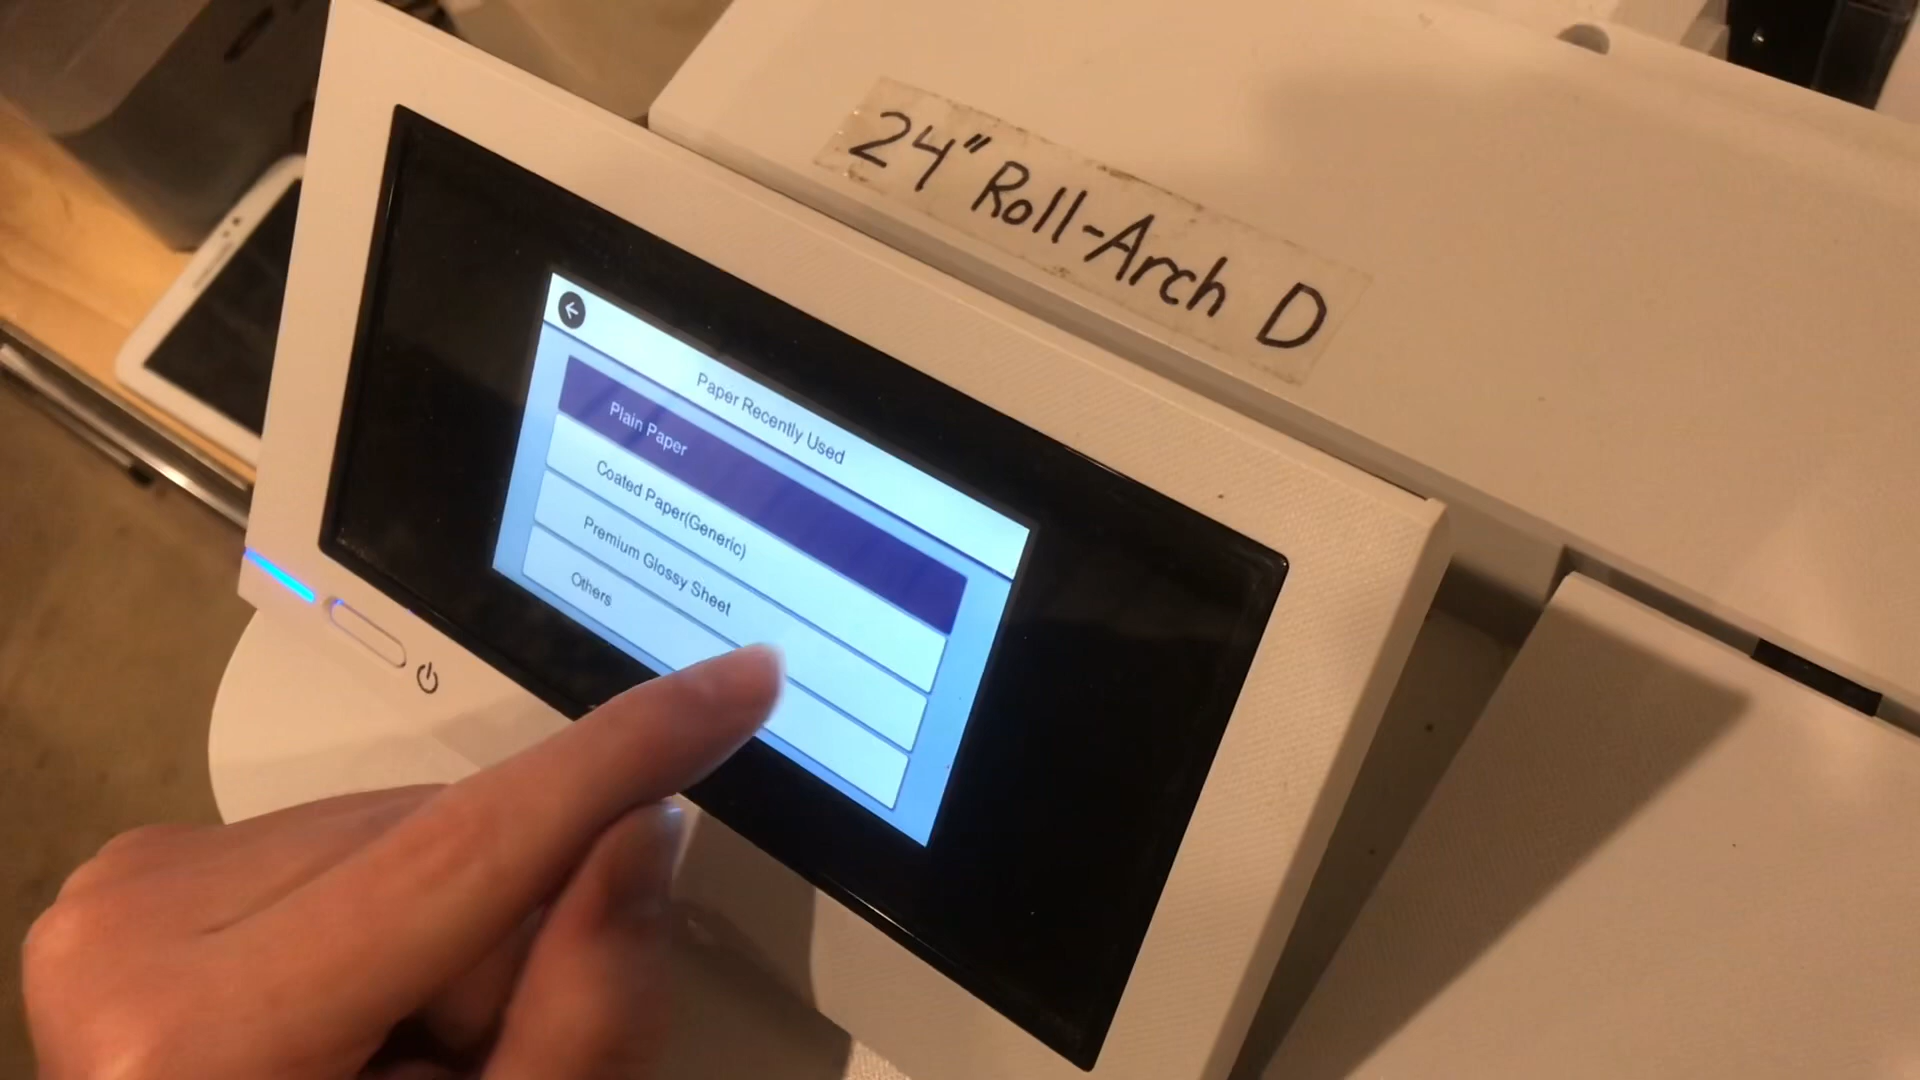 24" Roll-Arch D
Paper Recently Used
Plain Paper
Coated Paper(Generic)
Premium Glossy Sheet
Others